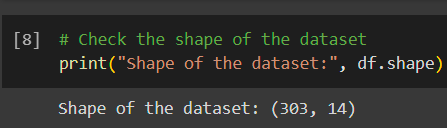 [8] # Check the shape of the dataset
print("Shape of the dataset:", df.shape)
Shape of the dataset: (303, 14)